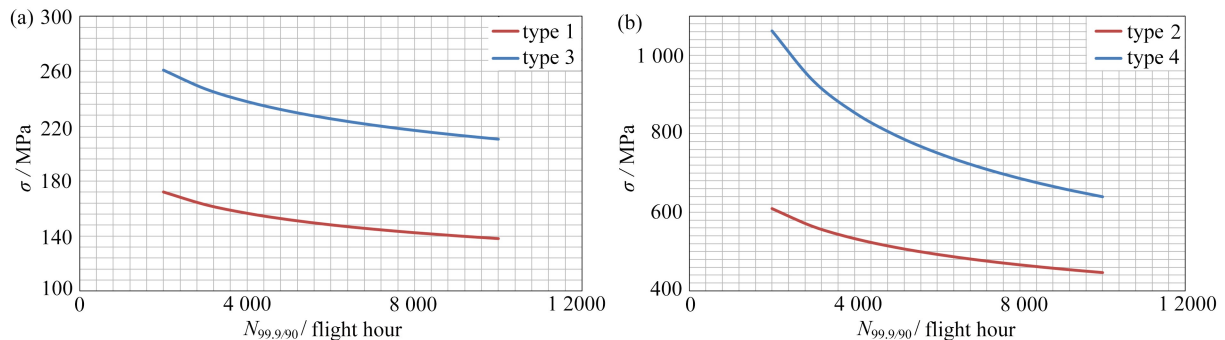 (a)
300
260
220
180
140
100
σ / MPa
type 1
type 3
0
4 000
8 000
1 2000
N99.9/90 / flight hour
(b)
1 000
800
600
400
σ / MPa
type 2
type 4
0
4 000
8 000
1 2000
N99.9/90 / flight hour